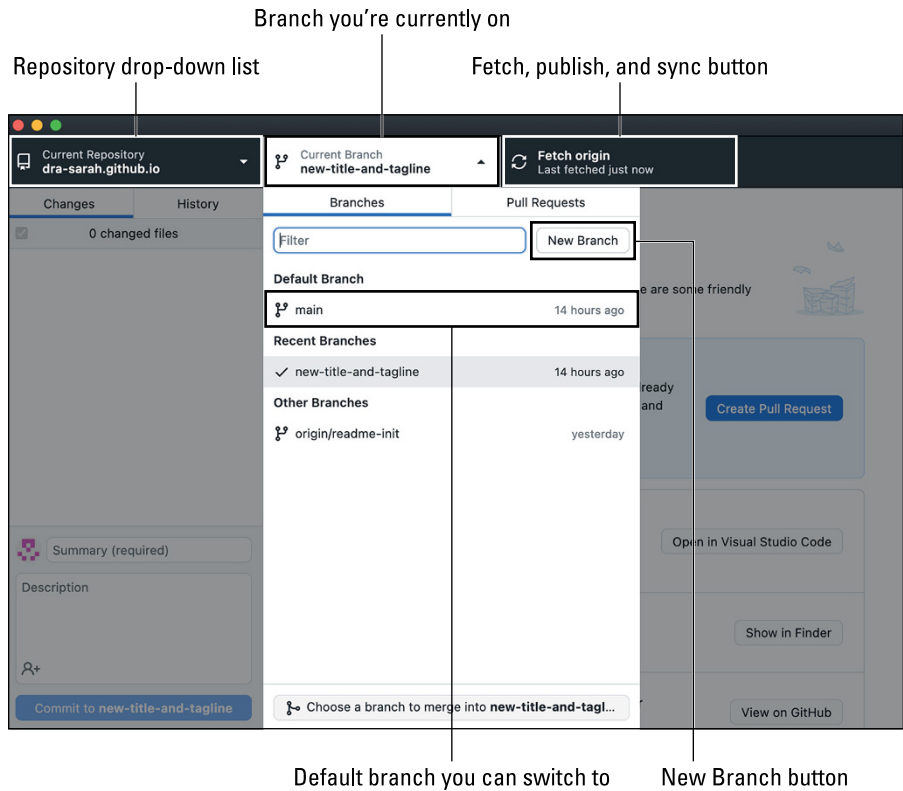 Branch you're currently on
Repository drop-down list
Fetch, publish, and sync button
Current Repository
dra-sarah.github.io
Current Branch
new-title-and-tagline
Fetch origin
Last fetched just now
Changes
History
0 changed files
Branches
Pull Requests
Filter
New Branch
Default Branch
main
14 hours ago
e are some friendly
Recent Branches
new-title-and-tagline
14 hours ago
ready
and
Create Pull Request
Other Branches
origin/readme-init
yesterday
Open in Visual Studio Code
Summary (required)
Description
Show in Finder
Commit to new-title-and-tagline
Choose a branch to merge into new-title-and-tagl...
View on GitHub
Default branch you can switch to
New Branch button